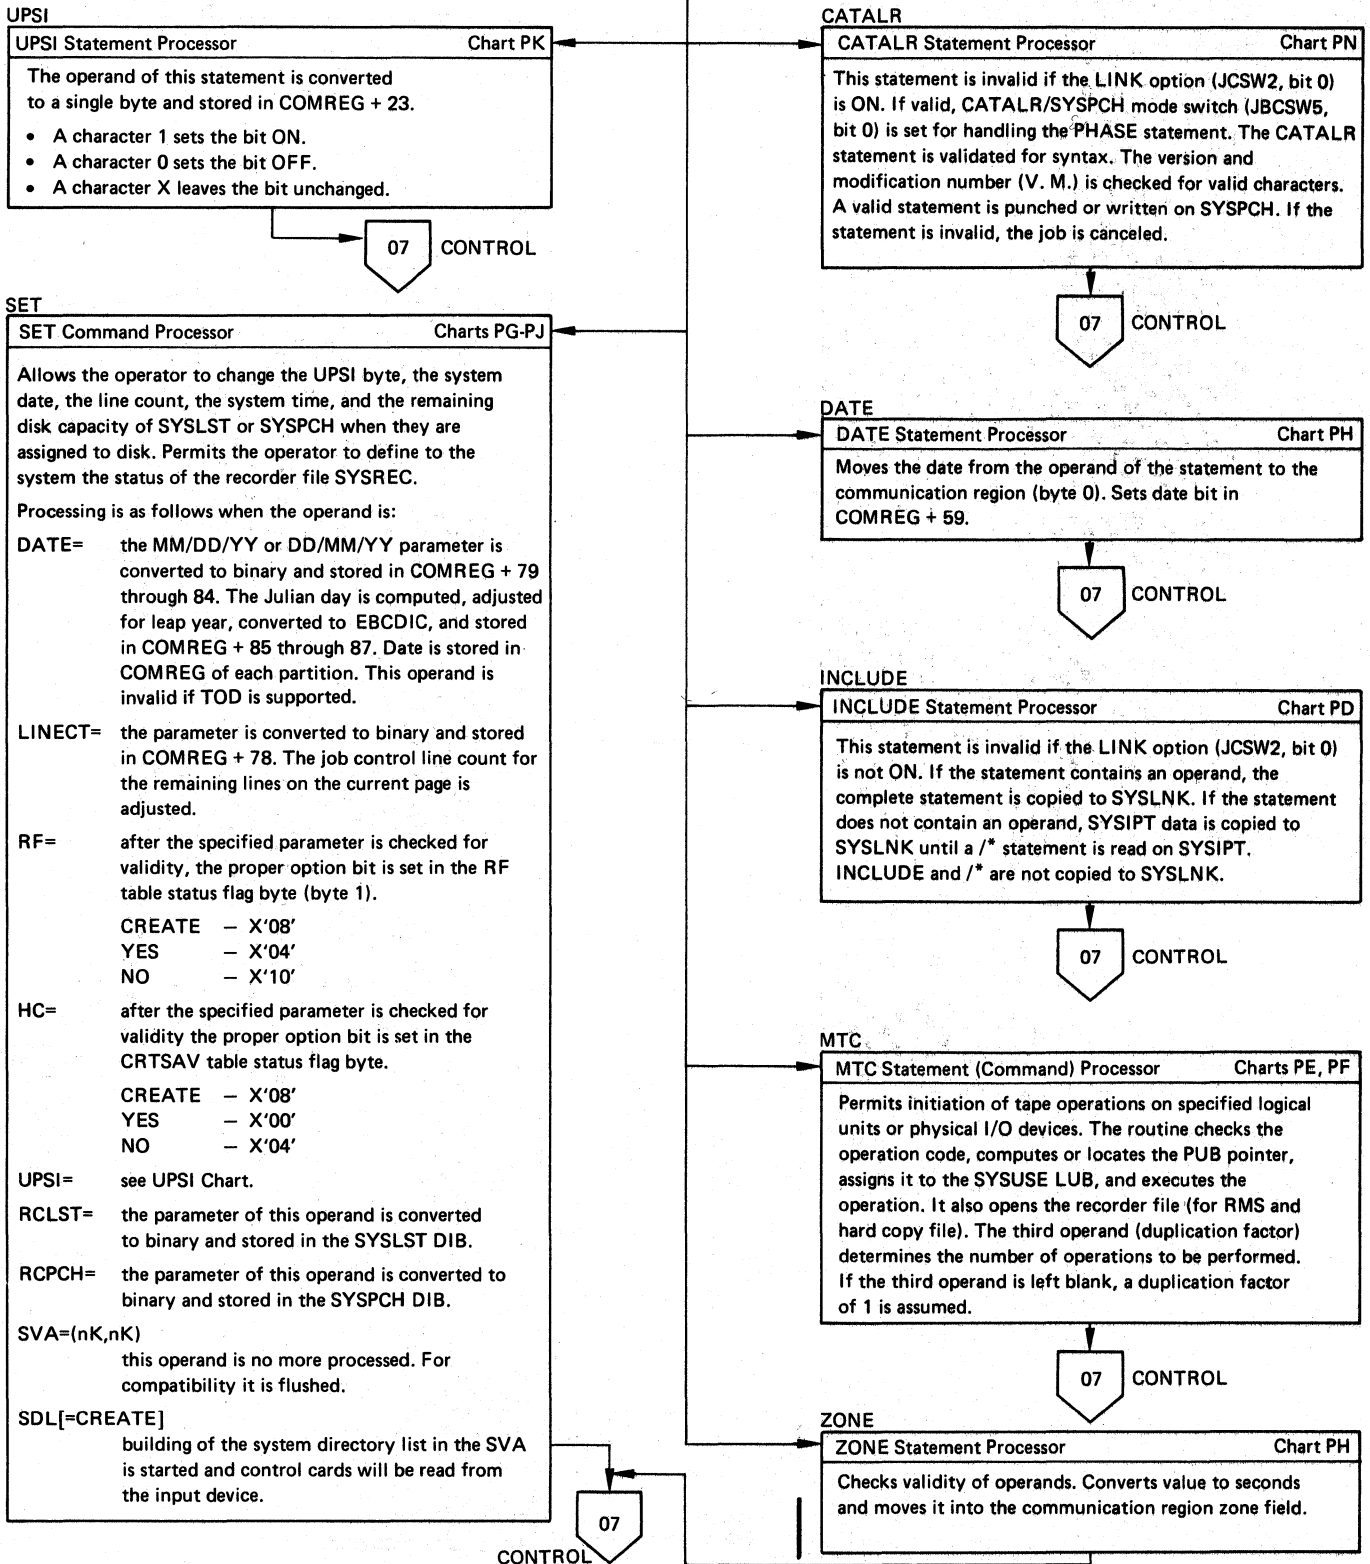 UPSI
UPSI Statement Processor Chart PK
The operand of this statement is converted
to a single byte and stored in COMREG + 23.
• A character 1 sets the bit ON.
• A character 0 sets the bit OFF.
• A character X leaves the bit unchanged.
07 CONTROL
SET
SET Command Processor Charts PG-PJ
Allows the operator to change the UPSI byte, the system
date, the line count, the system time, and the remaining
disk capacity of SYSLST or SYSPCH when they are
assigned to disk. Permits the operator to define to the
system the status of the recorder file SYSREC.
Processing is as follows when the operand is:
DATE= the MM/DD/YY or DD/MM/YY parameter is
converted to binary and stored in COMREG + 79
through 84. The Julian day is computed, adjusted
for leap year, converted to EBCDIC, and stored
in COMREG + 85 through 87. Date is stored in
COMREG of each partition. This operand is
invalid if TOD is supported.
LINECT= the parameter is converted to binary and stored
in COMREG + 78. The job control line count for
the remaining lines on the current page is
adjusted.
RF= after the specified parameter is checked for
validity, the proper option bit is set in the RF
table status flag byte (byte 1).
CREATE – X'08'
YES – X'04'
NO – X'10'
HC= after the specified parameter is checked for
validity the proper option bit is set in the
CRTSAV table status flag byte.
CREATE – X'08'
YES – X'00'
NO – X'04'
UPSI= see UPSI Chart.
RCLST= the parameter of this operand is converted
to binary and stored in the SYSLST DIB.
RCPCH= the parameter of this operand is converted to
binary and stored in the SYSPCH DIB.
SVA=(nK,nK)
this operand is no more processed. For
compatibility it is flushed.
SDL[=CREATE]
building of the system directory list in the SVA
is started and control cards will be read from
the input device.
07
CONTROL
CATALR
CATALR Statement Processor Chart PN
This statement is invalid if the LINK option (JCSW2, bit 0)
is ON. If valid, CATALR/SYSPCH mode switch (JBCSW5,
bit 0) is set for handling the PHASE statement. The CATALR
statement is validated for syntax. The version and
modification number (V. M.) is checked for valid characters.
A valid statement is punched or written on SYSPCH. If the
statement is invalid, the job is canceled.
07 CONTROL
DATE
DATE Statement Processor Chart PH
Moves the date from the operand of the statement to the
communication region (byte 0). Sets date bit in
COMREG + 59.
07 CONTROL
INCLUDE
INCLUDE Statement Processor Chart PD
This statement is invalid if the LINK option (JCSW2, bit 0)
is not ON. If the statement contains an operand, the
complete statement is copied to SYSLNK. If the statement
does not contain an operand, SYSIPT data is copied to
SYSLNK until a /* statement is read on SYSIPT.
INCLUDE and /* are not copied to SYSLNK.
07 CONTROL
MTC
MTC Statement (Command) Processor Charts PE, PF
Permits initiation of tape operations on specified logical
units or physical I/O devices. The routine checks the
operation code, computes or locates the PUB pointer,
assigns it to the SYSUSE LUB, and executes the
operation. It also opens the recorder file (for RMS and
hard copy file). The third operand (duplication factor)
determines the number of operations to be performed.
If the third operand is left blank, a duplication factor
of 1 is assumed.
07 CONTROL
ZONE
ZONE Statement Processor Chart PH
Checks validity of operands. Converts value to seconds
and moves it into the communication region zone field.